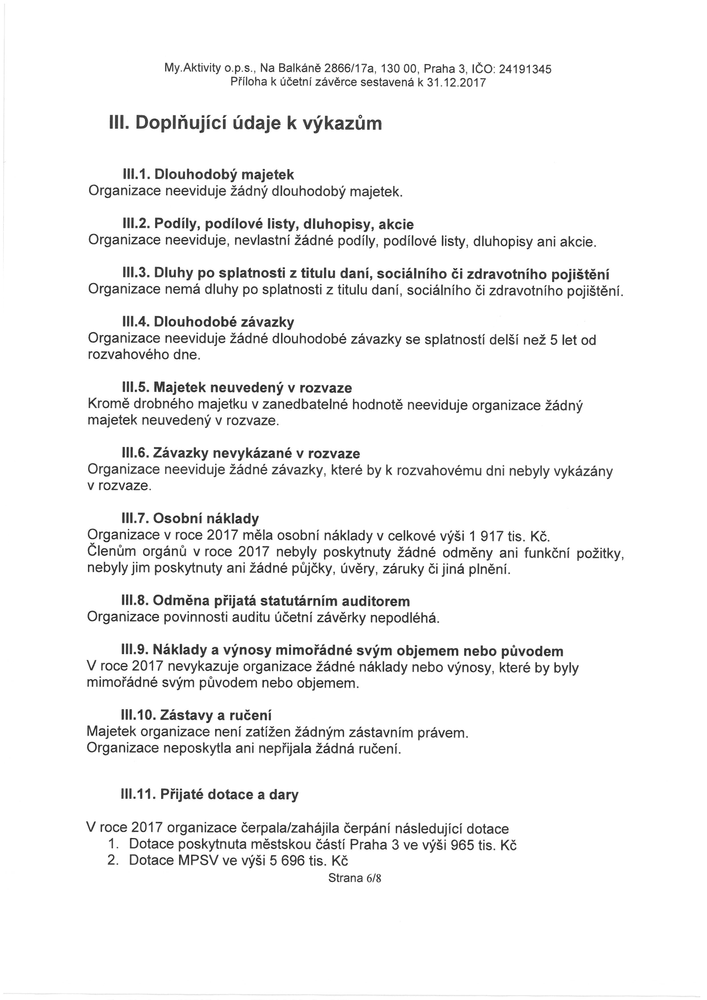 My.Aktivity o.p.s., Na Balkáně 2866/17a, 130 00, Praha 3, IČO: 24191345
Příloha k účetní závěrce sestavená k 31.12.2017
III. Doplňující údaje k výkazům
III.1. Dlouhodobý majetek
Organizace neeviduje žádný dlouhodobý majetek.
III.2. Podíly, podílové listy, dluhopisy, akcie
Organizace neeviduje, nevlastní žádné podíly, podílové listy, dluhopisy ani akcie.
III.3. Dluhy po splatnosti z titulu daní, sociálního či zdravotního pojištění
Organizace nemá dluhy po splatnosti z titulu daní, sociálního či zdravotního pojištění.
III.4. Dlouhodobé závazky
Organizace neeviduje žádné dlouhodobé závazky se splatností delší než 5 let od
rozvahového dne.
III.5. Majetek neuvedený v rozvaze
Kromě drobného majetku v zanedbatelné hodnotě neeviduje organizace žádný
majetek neuvedený v rozvaze.
III.6. Závazky nevykázané v rozvaze
Organizace neeviduje žádné závazky, které by k rozvahovému dni nebyly vykázány
v rozvaze.
III.7. Osobní náklady
Organizace v roce 2017 měla osobní náklady v celkové výši 1 917 tis. Kč.
Členům orgánů v roce 2017 nebyly poskytnuty žádné odměny ani funkční požitky,
nebyly jim poskytnuty ani žádné půjčky, úvěry, záruky či jiná plnění.
III.8. Odměna přijatá statutárním auditorem
Organizace povinnosti auditu účetní závěrky nepodléhá.
III.9. Náklady a výnosy mimořádné svým objemem nebo původem
V roce 2017 nevykazuje organizace žádné náklady nebo výnosy, které by byly
mimořádné svým původem nebo objemem.
III.10. Zástavy a ručení
Majetek organizace není zatížen žádným zástavním právem.
Organizace neposkytla ani nepřijala žádná ručení.
III.11. Přijaté dotace a dary
V roce 2017 organizace čerpala/zahájila čerpání následující dotace
1. Dotace poskytnuta městskou částí Praha 3 ve výši 965 tis. Kč
2. Dotace MPSV ve výši 5 696 tis. Kč
Strana 6/8